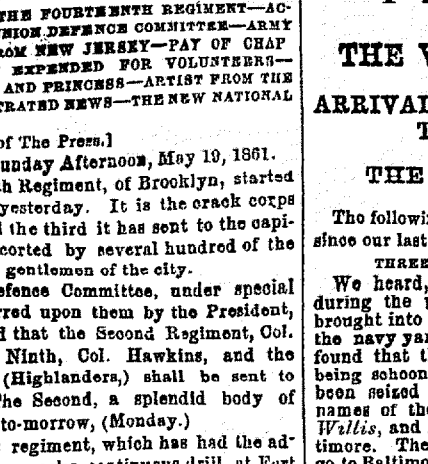 THE FOURTEENTH REGIMENT—AC-
UNION DEFENCE COMMITTEE—ARMY
ROM NEW JERSEY—PAY OF CHAP
EXPENDED FOR VOLUNTEERS—
AND PRINCESS—ARTIST FROM THE
TRATED NEWS—THE NEW NATIONAL
of The Press.]
unday Afternoon, May 19, 1861.
h Regiment, of Brooklyn, started
yesterday. It is the crack corps
the third it has sent to the capi-
corted by several hundred of the
gentlemen of the city.
efence Committee, under special
rred upon them by the President,
d that the Second Regiment, Col.
Ninth, Col. Hawkins, and the
(Highlanders,) shall be sent to
he Second, a splendid body of
to-morrow, (Monday.)
regiment, which has had the ad-
continuous drill at Fort
THE
ARRIVAL
THE
The followi
since our last
THREE
We heard,
during the
brought into
the navy ya
found that t
being schoon
been seized
names of the
Willis, and
timore. The
go to Baltimo